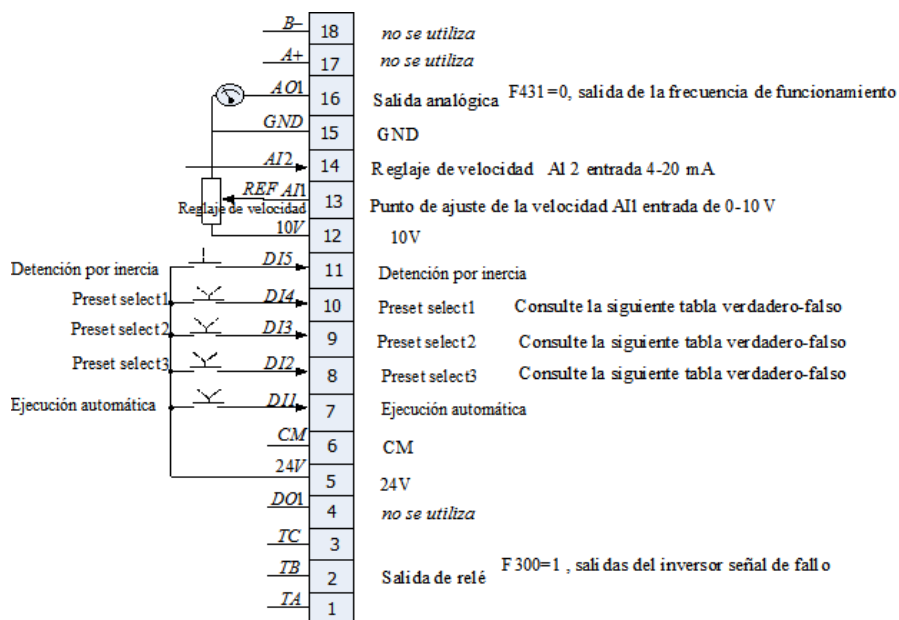 B– 18 no se utiliza
A+ 17 no se utiliza
AO1 16 Salida analógica F431=0, salida de la frecuencia de funcionamiento
GND 15 GND
AI2 14 Reglaje de velocidad AI 2 entrada 4-20 mA
REF AI1 13 Punto de ajuste de la velocidad AI1 entrada de 0-10 V
Reglaje de velocidad
10V 12 10V
Detención por inercia DI5 11 Detención por inercia
Preset select1 DI4 10 Preset select1 Consulte la siguiente tabla verdadero-falso
Preset select2 DI3 9 Preset select2 Consulte la siguiente tabla verdadero-falso
Preset select3 DI2 8 Preset select3 Consulte la siguiente tabla verdadero-falso
Ejecución automática DI1 7 Ejecución automática
CM 6 CM
24V 5 24V
DO1 4 no se utiliza
TC 3
TB 2 Salida de relé F300=1 , salidas del inversor señal de fallo
TA 1